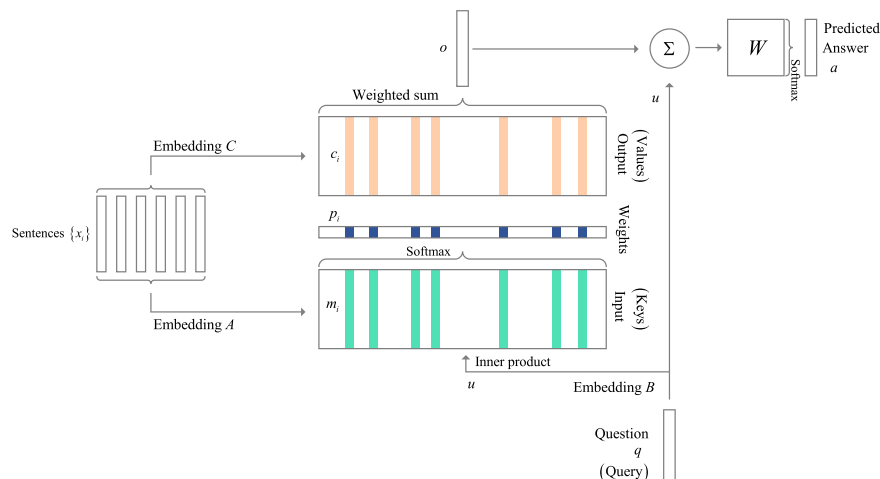 o
Σ
W
Softmax
Predicted
Answer
a
u
Weighted sum
Embedding C
c_i
Output
(Values)
Sentences {x_i}
p_i
Weights
Softmax
m_i
Input
(Keys)
Embedding A
Inner product
u
Embedding B
Question
q
(Query)